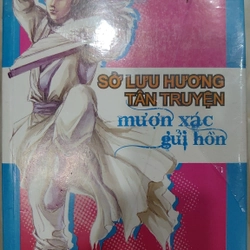 SỞ LƯU HƯƠNG
TÂN TRUYỆN
mượn xác
gửi hồn